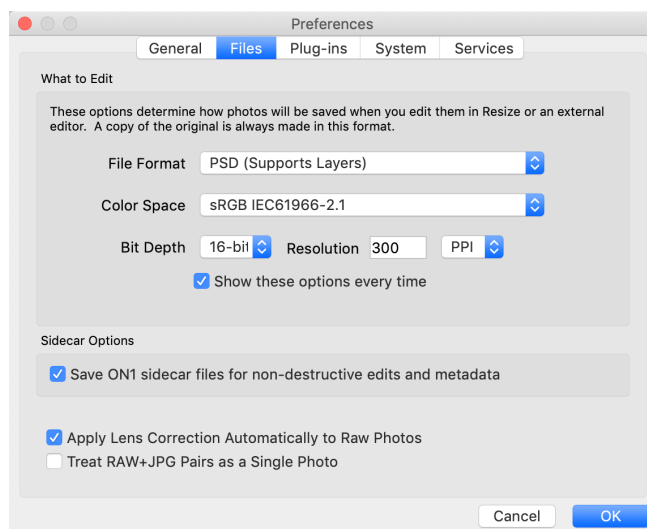 Preferences
General Files Plug-ins System Services
What to Edit
These options determine how photos will be saved when you edit them in Resize or an external
editor. A copy of the original is always made in this format.
File Format PSD (Supports Layers)
Color Space sRGB IEC61966-2.1
Bit Depth 16-bit Resolution 300 PPI
Show these options every time
Sidecar Options
Save ON1 sidecar files for non-destructive edits and metadata
Apply Lens Correction Automatically to Raw Photos
Treat RAW+JPG Pairs as a Single Photo
Cancel OK